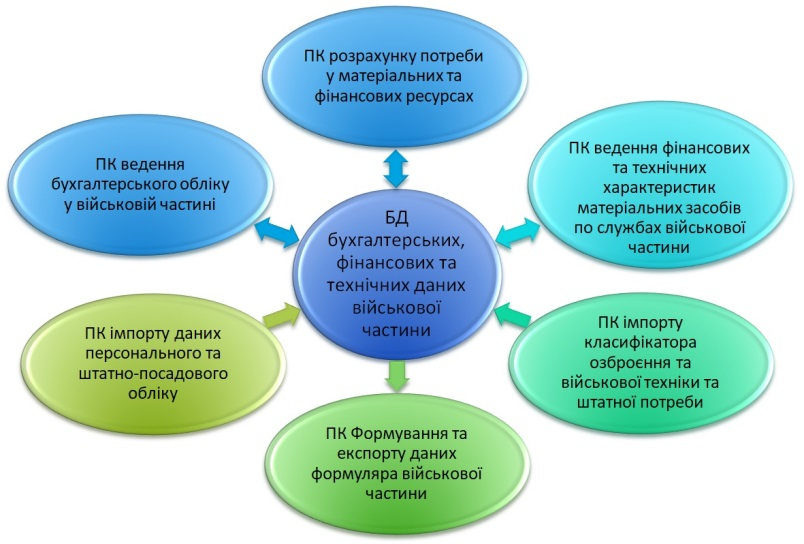 ПК розрахунку потреби
у матеріальних та
фінансових ресурсах
ПК ведення
бухгалтерського обліку
у військовій частині
ПК ведення фінансових
та технічних
характеристик
матеріальних засобів
по службах військової
частини
БД
бухгалтерських,
фінансових та
технічних даних
військової
частини
ПК імпорту даних
персонального та
штатно-посадового
обліку
ПК імпорту
класифікатора
озброєння та
військової техніки та
штатної потреби
ПК Формування та
експорту даних
формуляра військової
частини